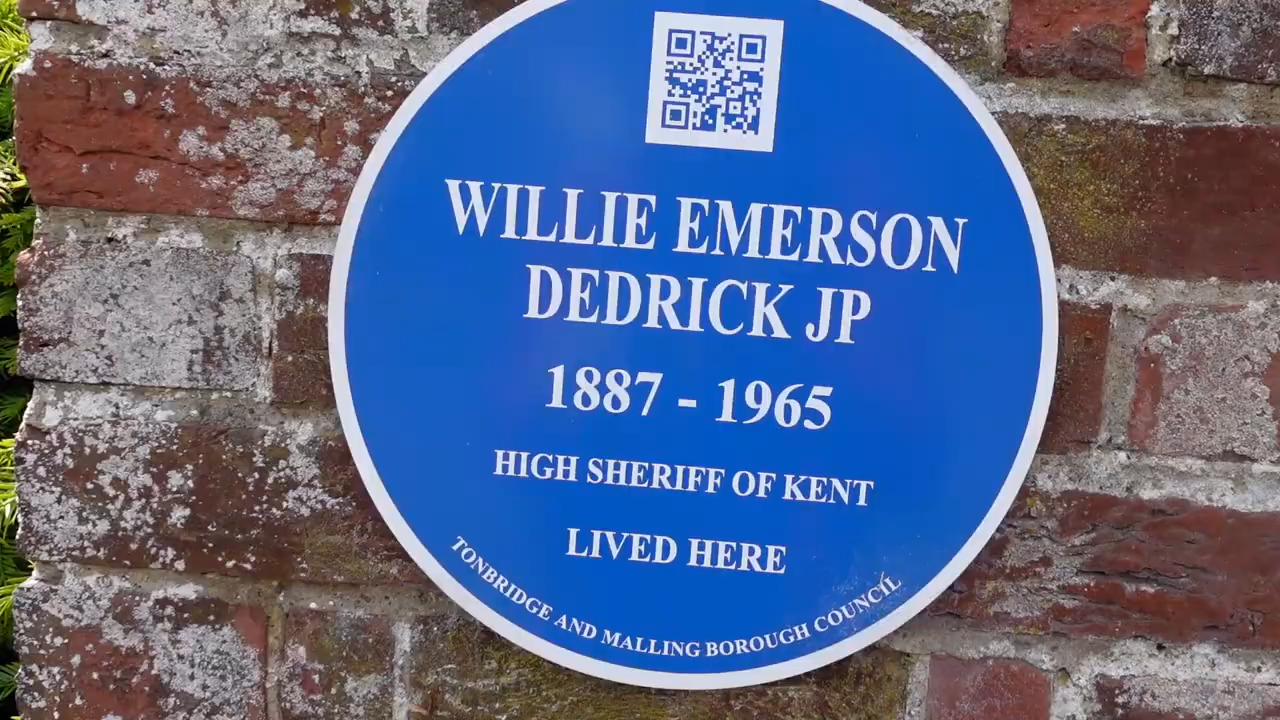 WILLIE EMERSON
DEDRICK JP
1887 - 1965
HIGH SHERIFF OF KENT
LIVED HERE
TONBRIDGE AND MALLING BOROUGH COUNCIL